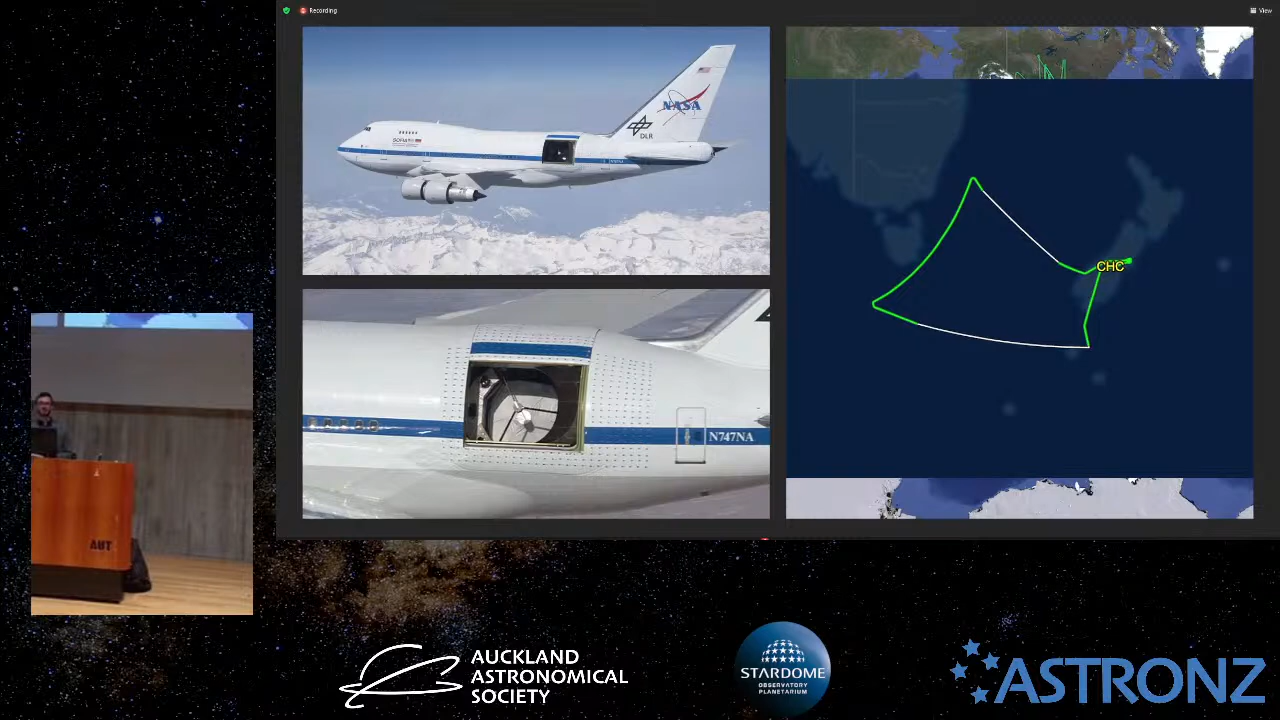 Recording
View
NASA
SOFIA
DLR
N747NA
CHC
AUT
AUCKLAND
ASTRONOMICAL
SOCIETY
STARDOME
OBSERVATORY
PLANETARIUM
ASTRONZ